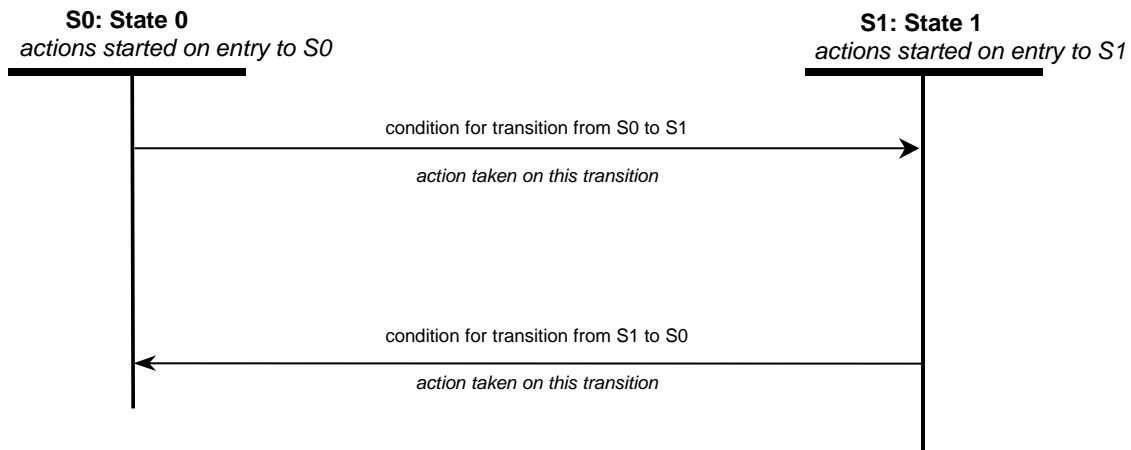 S0: State 0
actions started on entry to S0
S1: State 1
actions started on entry to S1
condition for transition from S0 to S1
action taken on this transition
condition for transition from S1 to S0
action taken on this transition